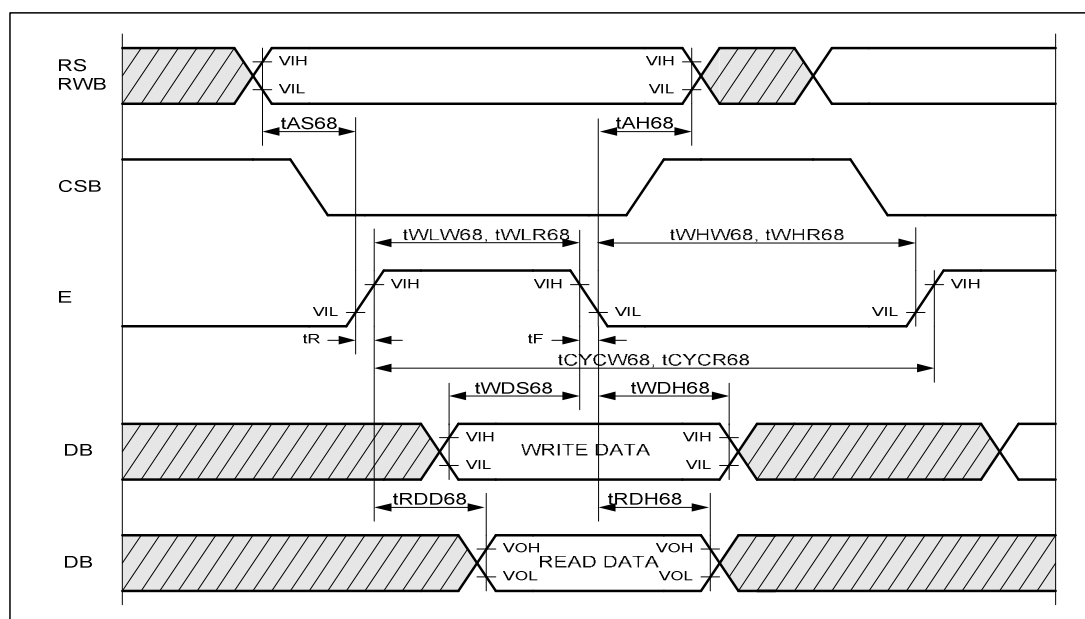 RS VIH VIH
RWB VIL VIL
tAS68 tAH68
CSB
tWLW68, tWLR68 tWHW68, tWHR68
E VIH VIH VIH
VIL VIL VIL
tR tF
tCYCW68, tCYCR68
tWDS68 tWDH68
VIH VIH
DB WRITE DATA
VIL VIL
tRDD68 tRDH68
VOH VOH
DB READ DATA
VOL VOL